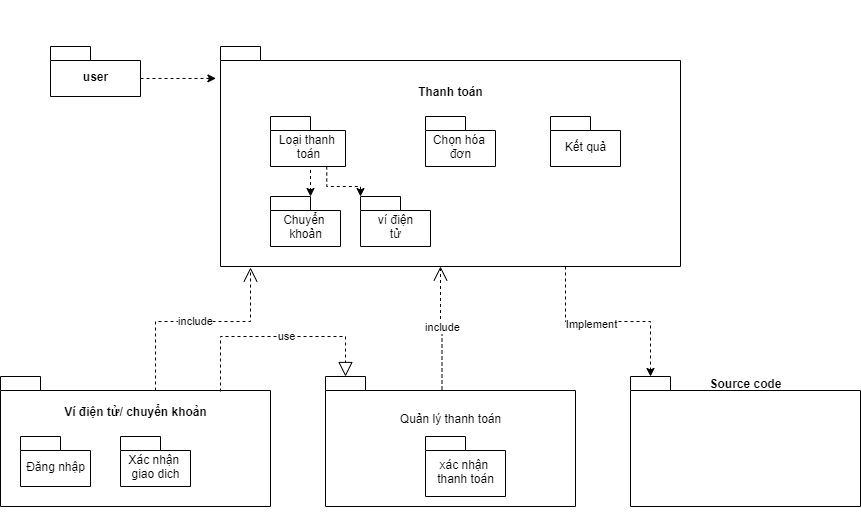 user
Thanh toán
Loại thanh
toán
Chọn hóa
đơn
Kết quả
Chuyển
khoản
ví điện
tử
include
use
include
Implement
Ví điện tử/ chuyển khoản
Quản lý thanh toán
Source code
Đăng nhập
Xác nhận
giao dich
xác nhận
thanh toán